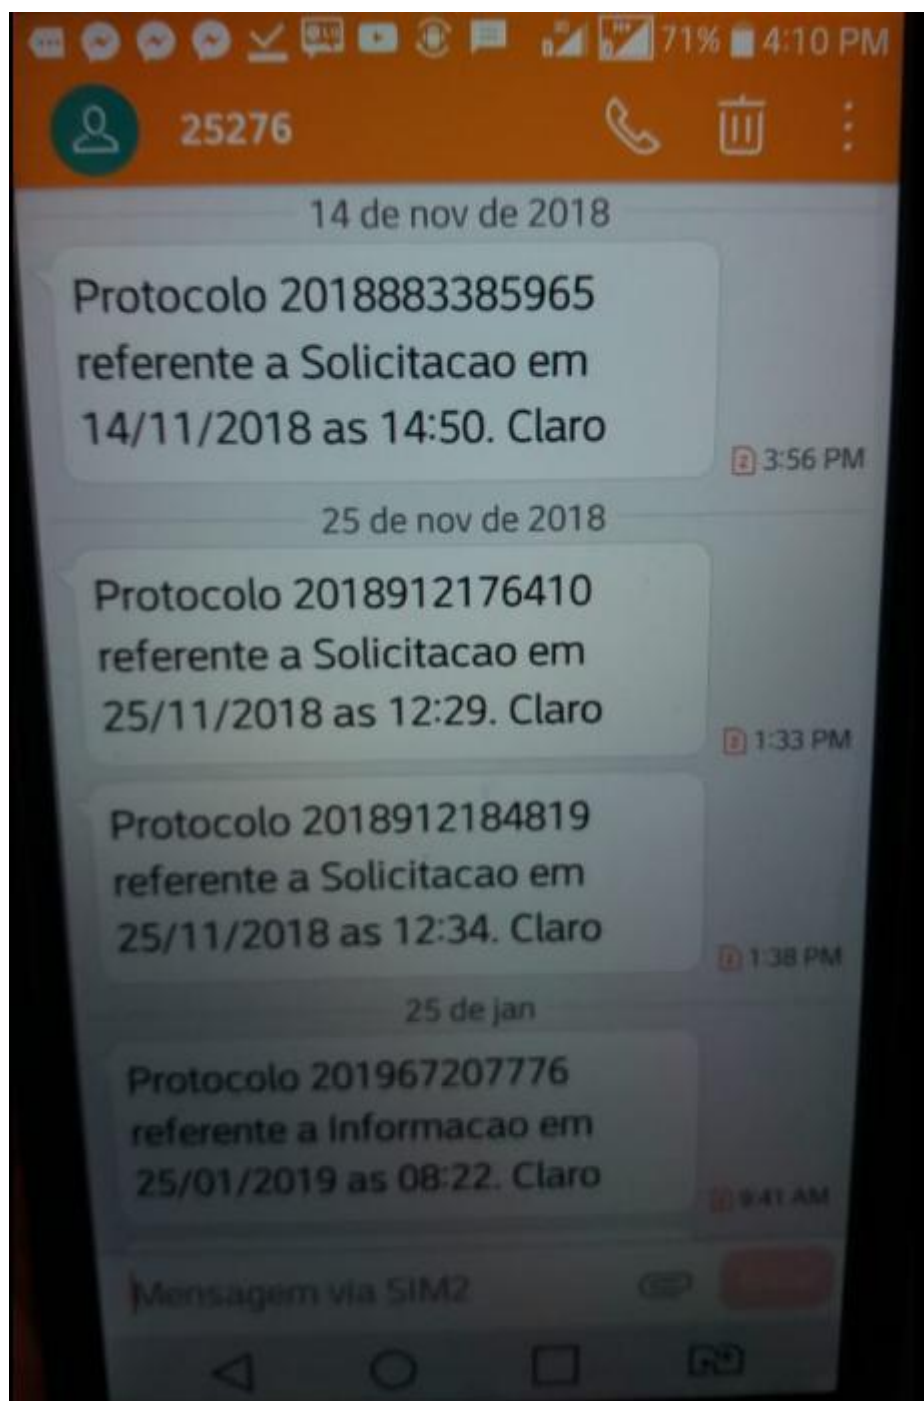 71% 4:10 PM
25276
14 de nov de 2018
Protocolo 2018883385965
referente a Solicitacao em
14/11/2018 as 14:50. Claro
2 3:56 PM
25 de nov de 2018
Protocolo 2018912176410
referente a Solicitacao em
25/11/2018 as 12:29. Claro
2 1:33 PM
Protocolo 2018912184819
referente a Solicitacao em
25/11/2018 as 12:34. Claro
2 1:38 PM
25 de jan
Protocolo 201967207776
referente a Informacao em
25/01/2019 as 08:22. Claro
9:41 AM
Mensagem via SIM2